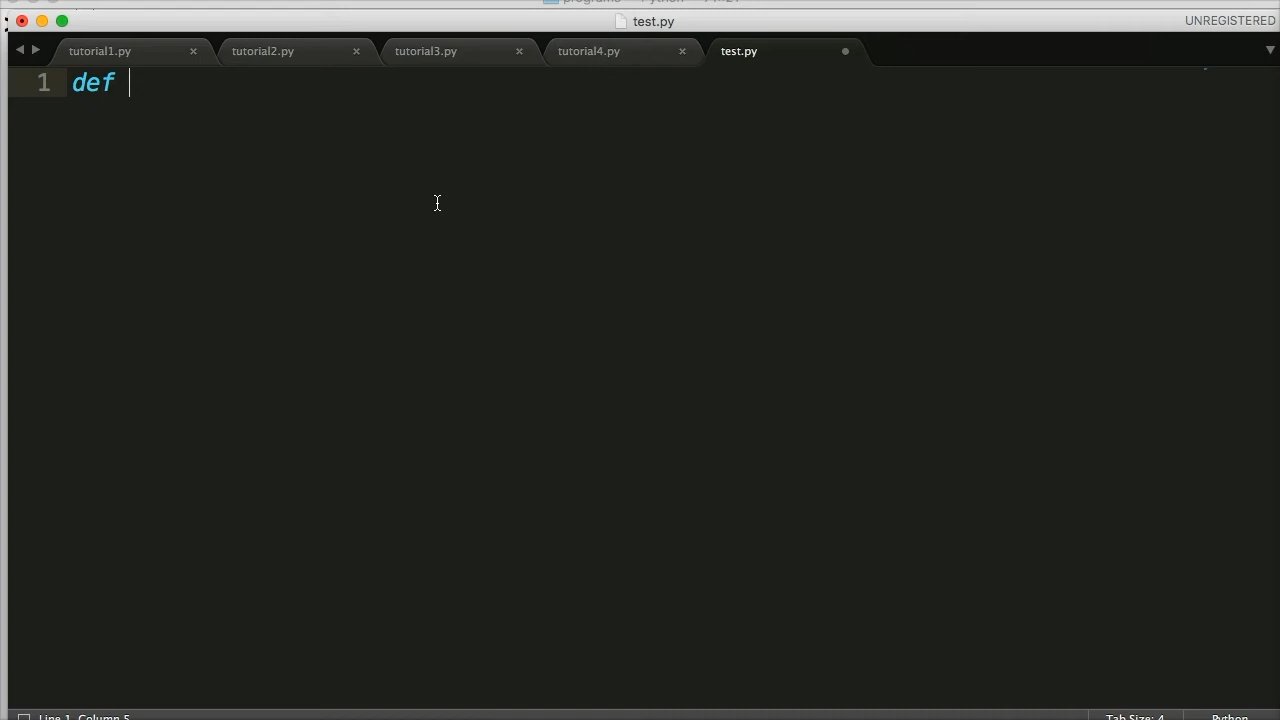 test.py
UNREGISTERED
tutorial1.py
tutorial2.py
tutorial3.py
tutorial4.py
test.py
1 def
Line 1, Column 5
Tab Size: 4
Python